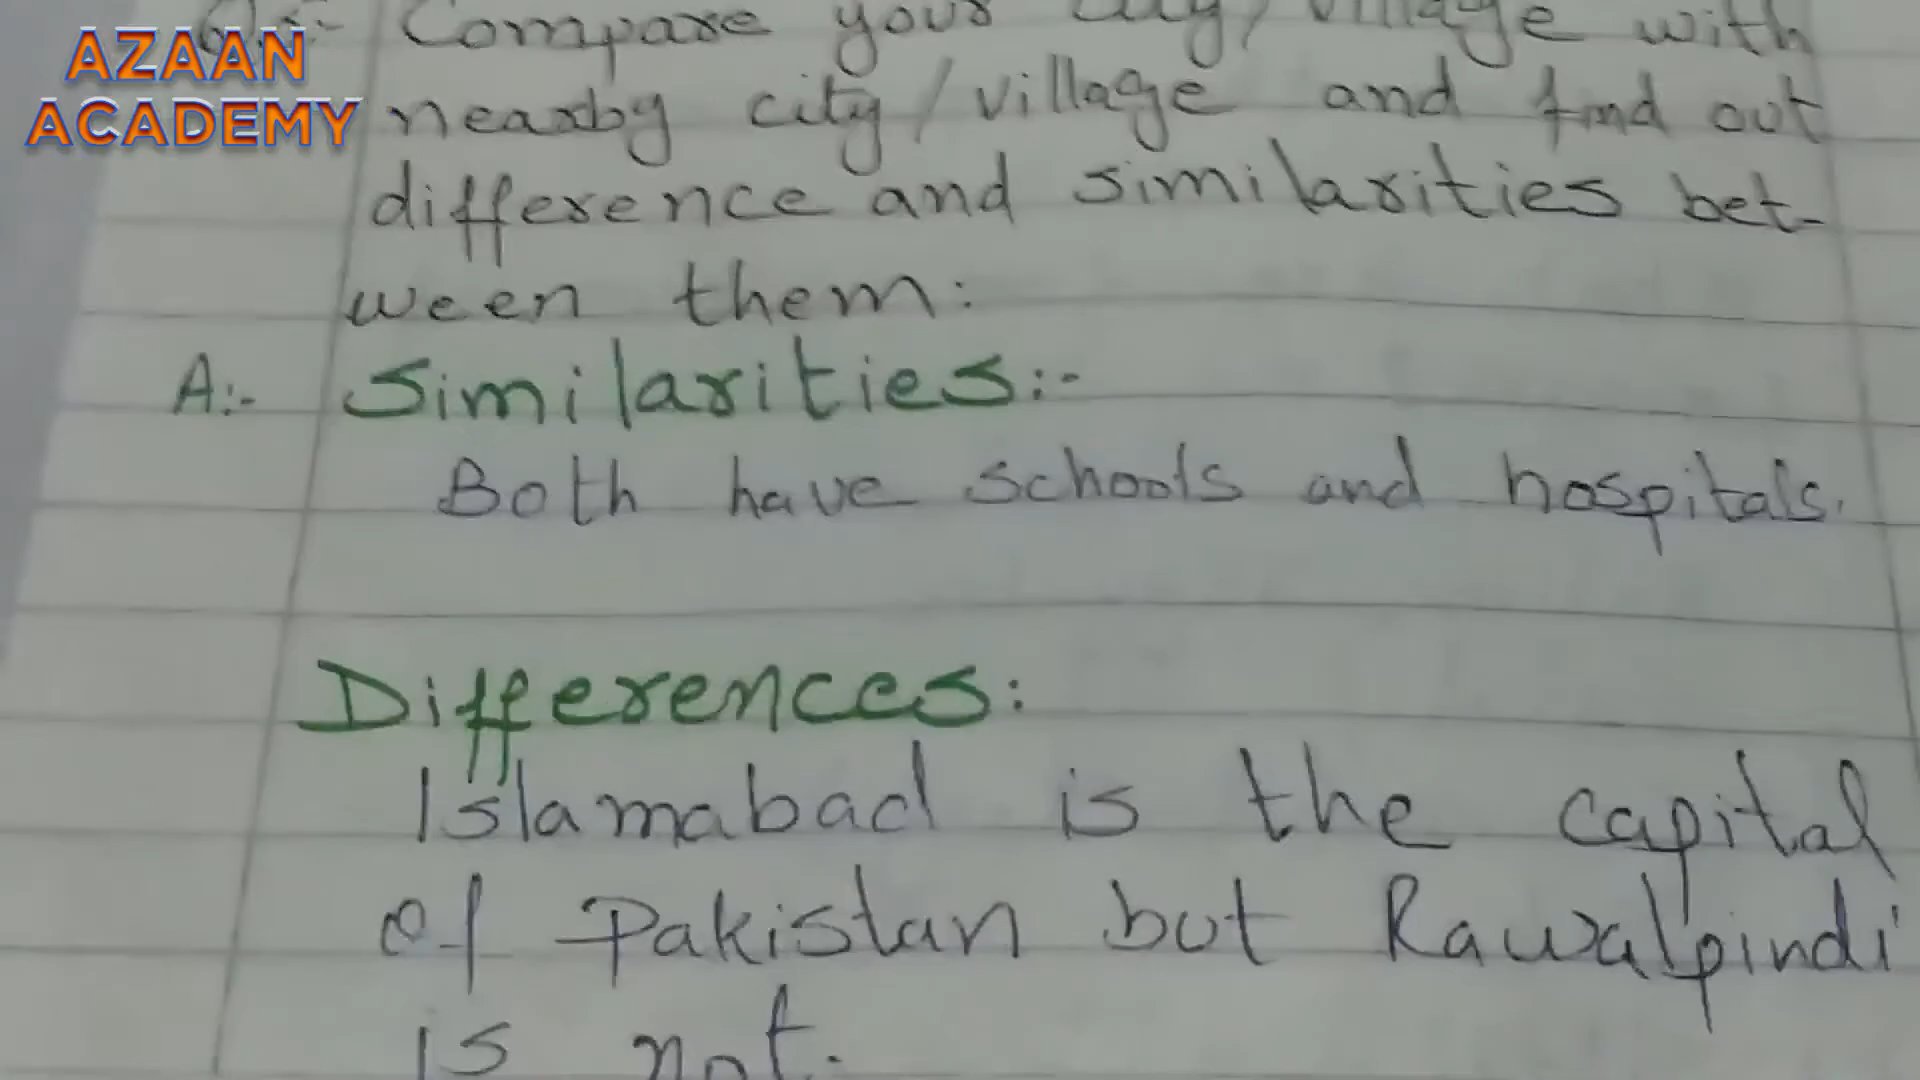 AZAAN
ACADEMY
Compare your city/village with
nearby city/village and find out
difference and similarities bet-
ween them:
A:- Similarities:-
Both have schools and hospitals.
Differences:
Islamabad is the capital
of Pakistan but Rawalpindi
is not.